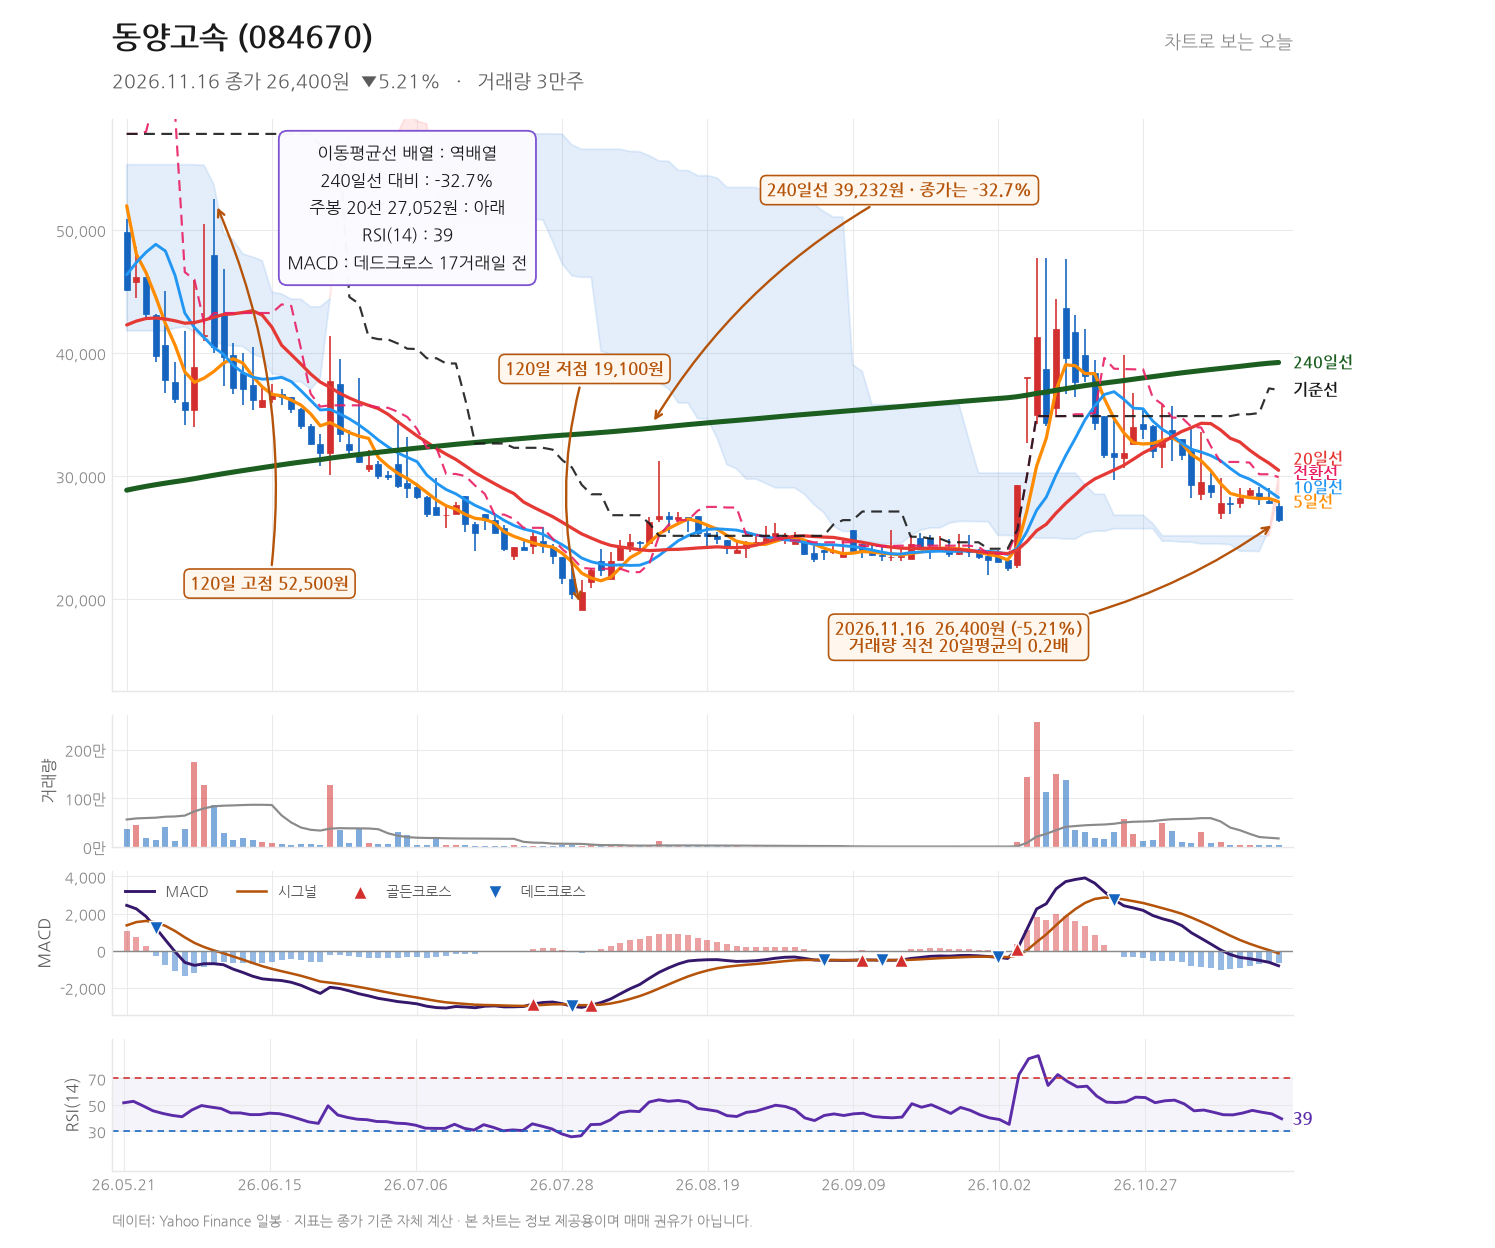 동양고속 (084670)
차트로 보는 오늘
2026.11.16 종가 26,400원 ▼5.21% · 거래량 3만주
이동평균선 배열 : 역배열
240일선 대비 : -32.7%
주봉 20선 27,052원 : 아래
RSI(14) : 39
MACD : 데드크로스 17거래일 전
240일선 39,232원 · 종가는 -32.7%
120일 저점 19,100원
120일 고점 52,500원
2026.11.16 26,400원 (-5.21%)
거래량 직전 20일평균의 0.2배
50,000
40,000
30,000
20,000
240일선
기준선
20일선
전환선
10일선
5일선
거래량
200만
100만
0만
MACD
4,000
2,000
0
-2,000
MACD
시그널
골든크로스
데드크로스
RSI(14)
70
50
30
39
26.05.21
26.06.15
26.07.06
26.07.28
26.08.19
26.09.09
26.10.02
26.10.27
데이터: Yahoo Finance 일봉 · 지표는 종가 기준 자체 계산 · 본 차트는 정보 제공용이며 매매 권유가 아닙니다.